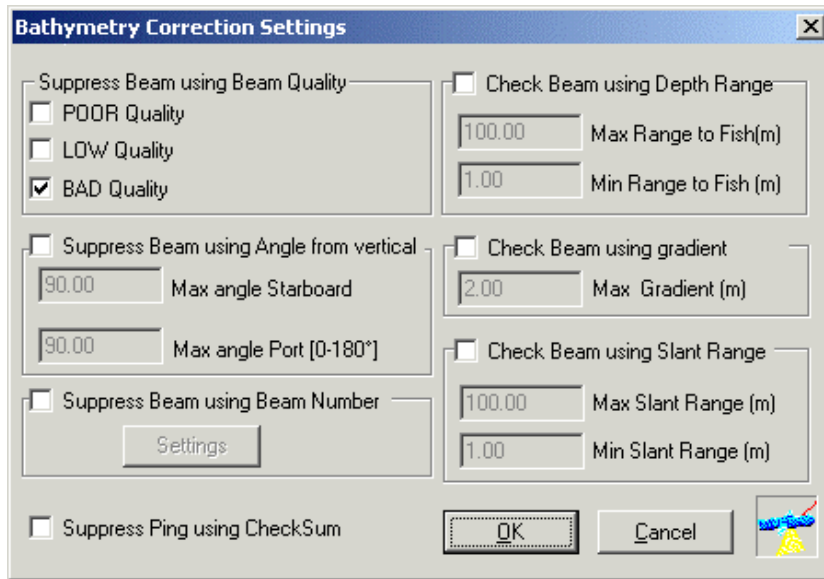 Bathymetry Correction Settings
Suppress Beam using Beam Quality
POOR Quality
LOW Quality
BAD Quality
Suppress Beam using Angle from vertical
90.00 Max angle Starboard
90.00 Max angle Port [0-180°]
Suppress Beam using Beam Number
Settings
Suppress Ping using CheckSum
Check Beam using Depth Range
100.00 Max Range to Fish(m)
1.00 Min Range to Fish (m)
Check Beam using gradient
2.00 Max Gradient (m)
Check Beam using Slant Range
100.00 Max Slant Range (m)
1.00 Min Slant Range (m)
OK
Cancel